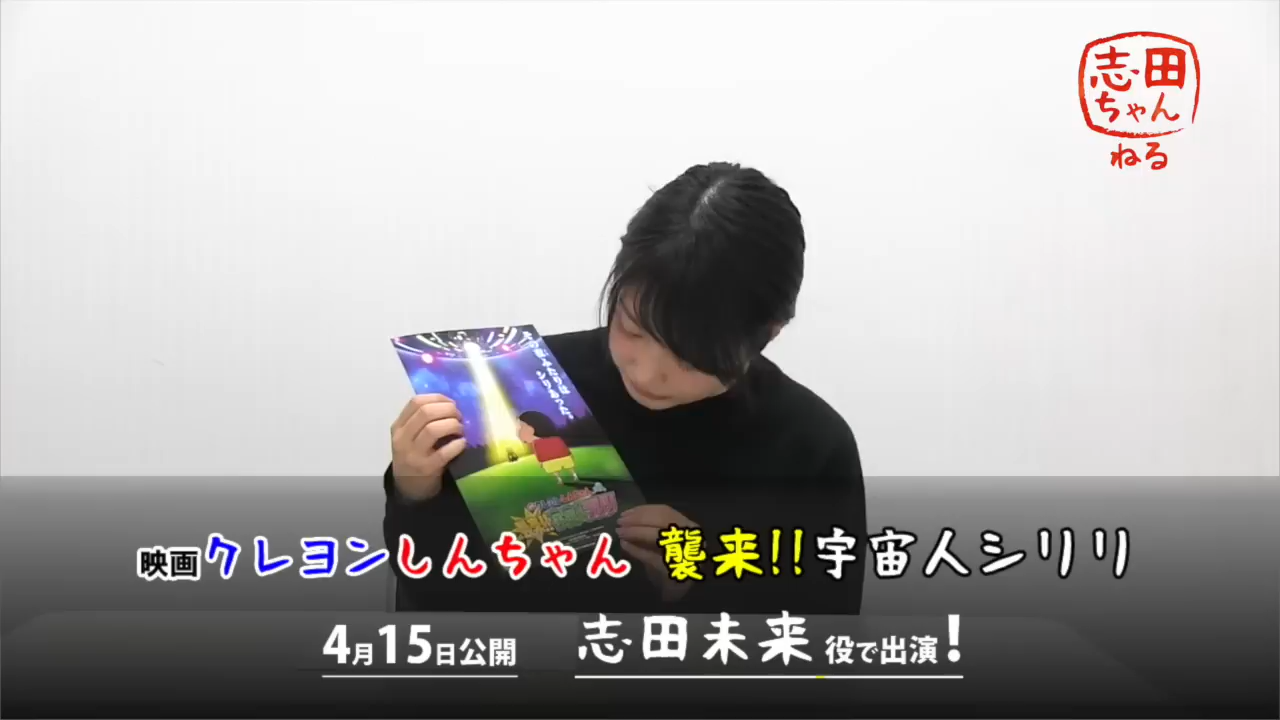 志田
ちゃん
ねる
映画クレヨンしんちゃん 襲来!!宇宙人シリリ
4月15日公開 志田未来役で出演!